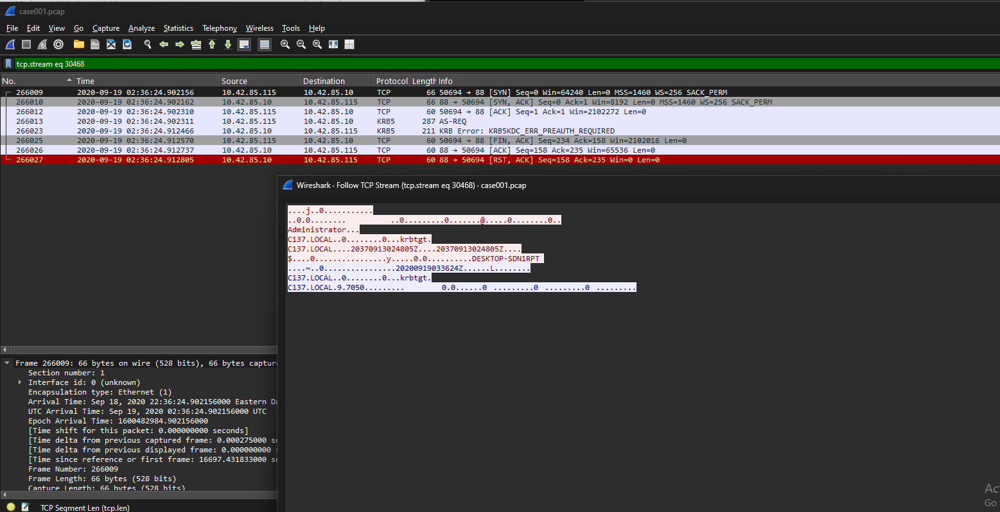 case001.pcap
File Edit View Go Capture Analyze Statistics Telephony Wireless Tools Help
tcp.stream eq 30468
No. Time Source Destination Protocol Length Info
266009 2020-09-19 02:36:24.902156 10.42.85.115 10.42.85.10 TCP 66 50694 → 88 [SYN] Seq=0 Win=64240 Len=0 MSS=1460 WS=256 SACK_PERM
266010 2020-09-19 02:36:24.902162 10.42.85.10 10.42.85.115 TCP 66 88 → 50694 [SYN, ACK] Seq=0 Ack=1 Win=8192 Len=0 MSS=1460 WS=256 SACK_PERM
266012 2020-09-19 02:36:24.902310 10.42.85.115 10.42.85.10 TCP 60 50694 → 88 [ACK] Seq=1 Ack=1 Win=2102272 Len=0
266013 2020-09-19 02:36:24.902311 10.42.85.115 10.42.85.10 KRB5 287 AS-REQ
266023 2020-09-19 02:36:24.912466 10.42.85.10 10.42.85.115 KRB5 211 KRB Error: KRB5KDC_ERR_PREAUTH_REQUIRED
266025 2020-09-19 02:36:24.912570 10.42.85.115 10.42.85.10 TCP 60 50694 → 88 [FIN, ACK] Seq=234 Ack=158 Win=2102016 Len=0
266026 2020-09-19 02:36:24.912737 10.42.85.10 10.42.85.115 TCP 60 88 → 50694 [ACK] Seq=158 Ack=235 Win=65536 Len=0
266027 2020-09-19 02:36:24.912805 10.42.85.10 10.42.85.115 TCP 60 88 → 50694 [RST, ACK] Seq=158 Ack=235 Win=0 Len=0
Wireshark · Follow TCP Stream (tcp.stream eq 30468) · case001.pcap
....j..0...........
..0.0........ ..0.........0.......@.....0........0..
Administrator...
C137.LOCAL..0........0...krbtgt.
C137.LOCAL....20370913024805Z....20370913024805Z....
$....0................y.....0.0..........DESKTOP-SDN1RPT
....~..0................20200919033624Z......L........
C137.LOCAL..0........0...krbtgt.
C137.LOCAL.9.7050......... 0.0......0 .........0 .........0 .........
Frame 266009: 66 bytes on wire (528 bits), 66 bytes capture
Section number: 1
Interface id: 0 (unknown)
Encapsulation type: Ethernet (1)
Arrival Time: Sep 18, 2020 22:36:24.902156000 Eastern Da
UTC Arrival Time: Sep 19, 2020 02:36:24.902156000 UTC
Epoch Arrival Time: 1600482984.902156000
[Time shift for this packet: 0.000000000 seconds]
[Time delta from previous captured frame: 0.000275000 se
[Time delta from previous displayed frame: 0.000000000 s
[Time since reference or first frame: 16697.431833000 se
Frame Number: 266009
Frame Length: 66 bytes (528 bits)
Capture Length: 66 bytes (528 bits)
TCP Segment Len (tcp.len)
Act
Go